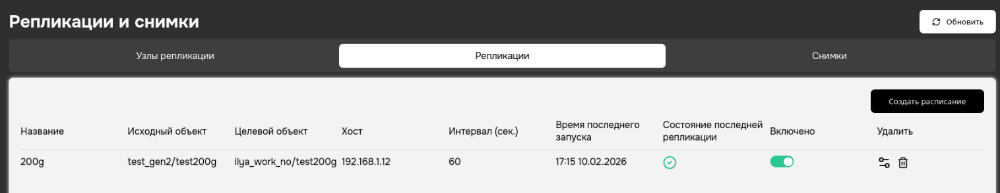 Репликации и снимки
Обновить
Узлы репликации
Репликации
Снимки
Создать расписание
Название
Исходный объект
Целевой объект
Хост
Интервал (сек.)
Время последнего
запуска
Состояние последней
репликации
Включено
Удалить
200g
test_gen2/test200g
ilya_work_no/test200g
192.168.1.12
60
17:15 10.02.2026